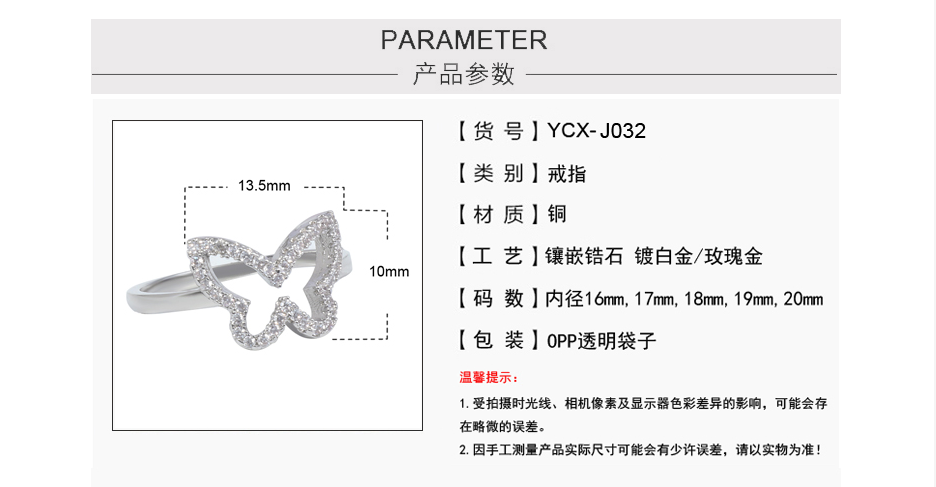 PARAMETER
产品参数
13.5mm
10mm
【 货 号 】YCX-J032
【 类 别 】戒指
【 材 质 】铜
【 工 艺 】镶嵌锆石 镀白金/玫瑰金
【 码 数 】内径16mm,17mm,18mm,19mm,20mm
【 包 装 】OPP透明袋子
温馨提示：
1.受拍摄时光线、相机像素及显示器色彩差异的影响，可能会存
在略微的误差。
2.因手工测量产品实际尺寸可能会有少许误差，请以实物为准！